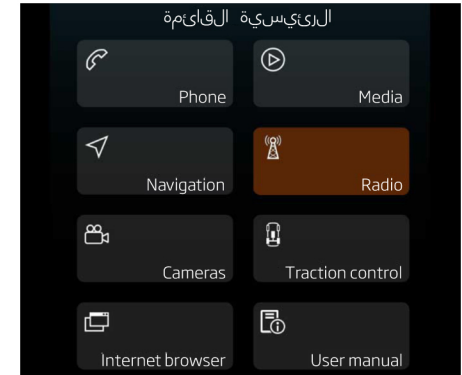 الرئيسية القائمة
Phone
Media
Navigation
Radio
Cameras
Traction control
Internet browser
User manual